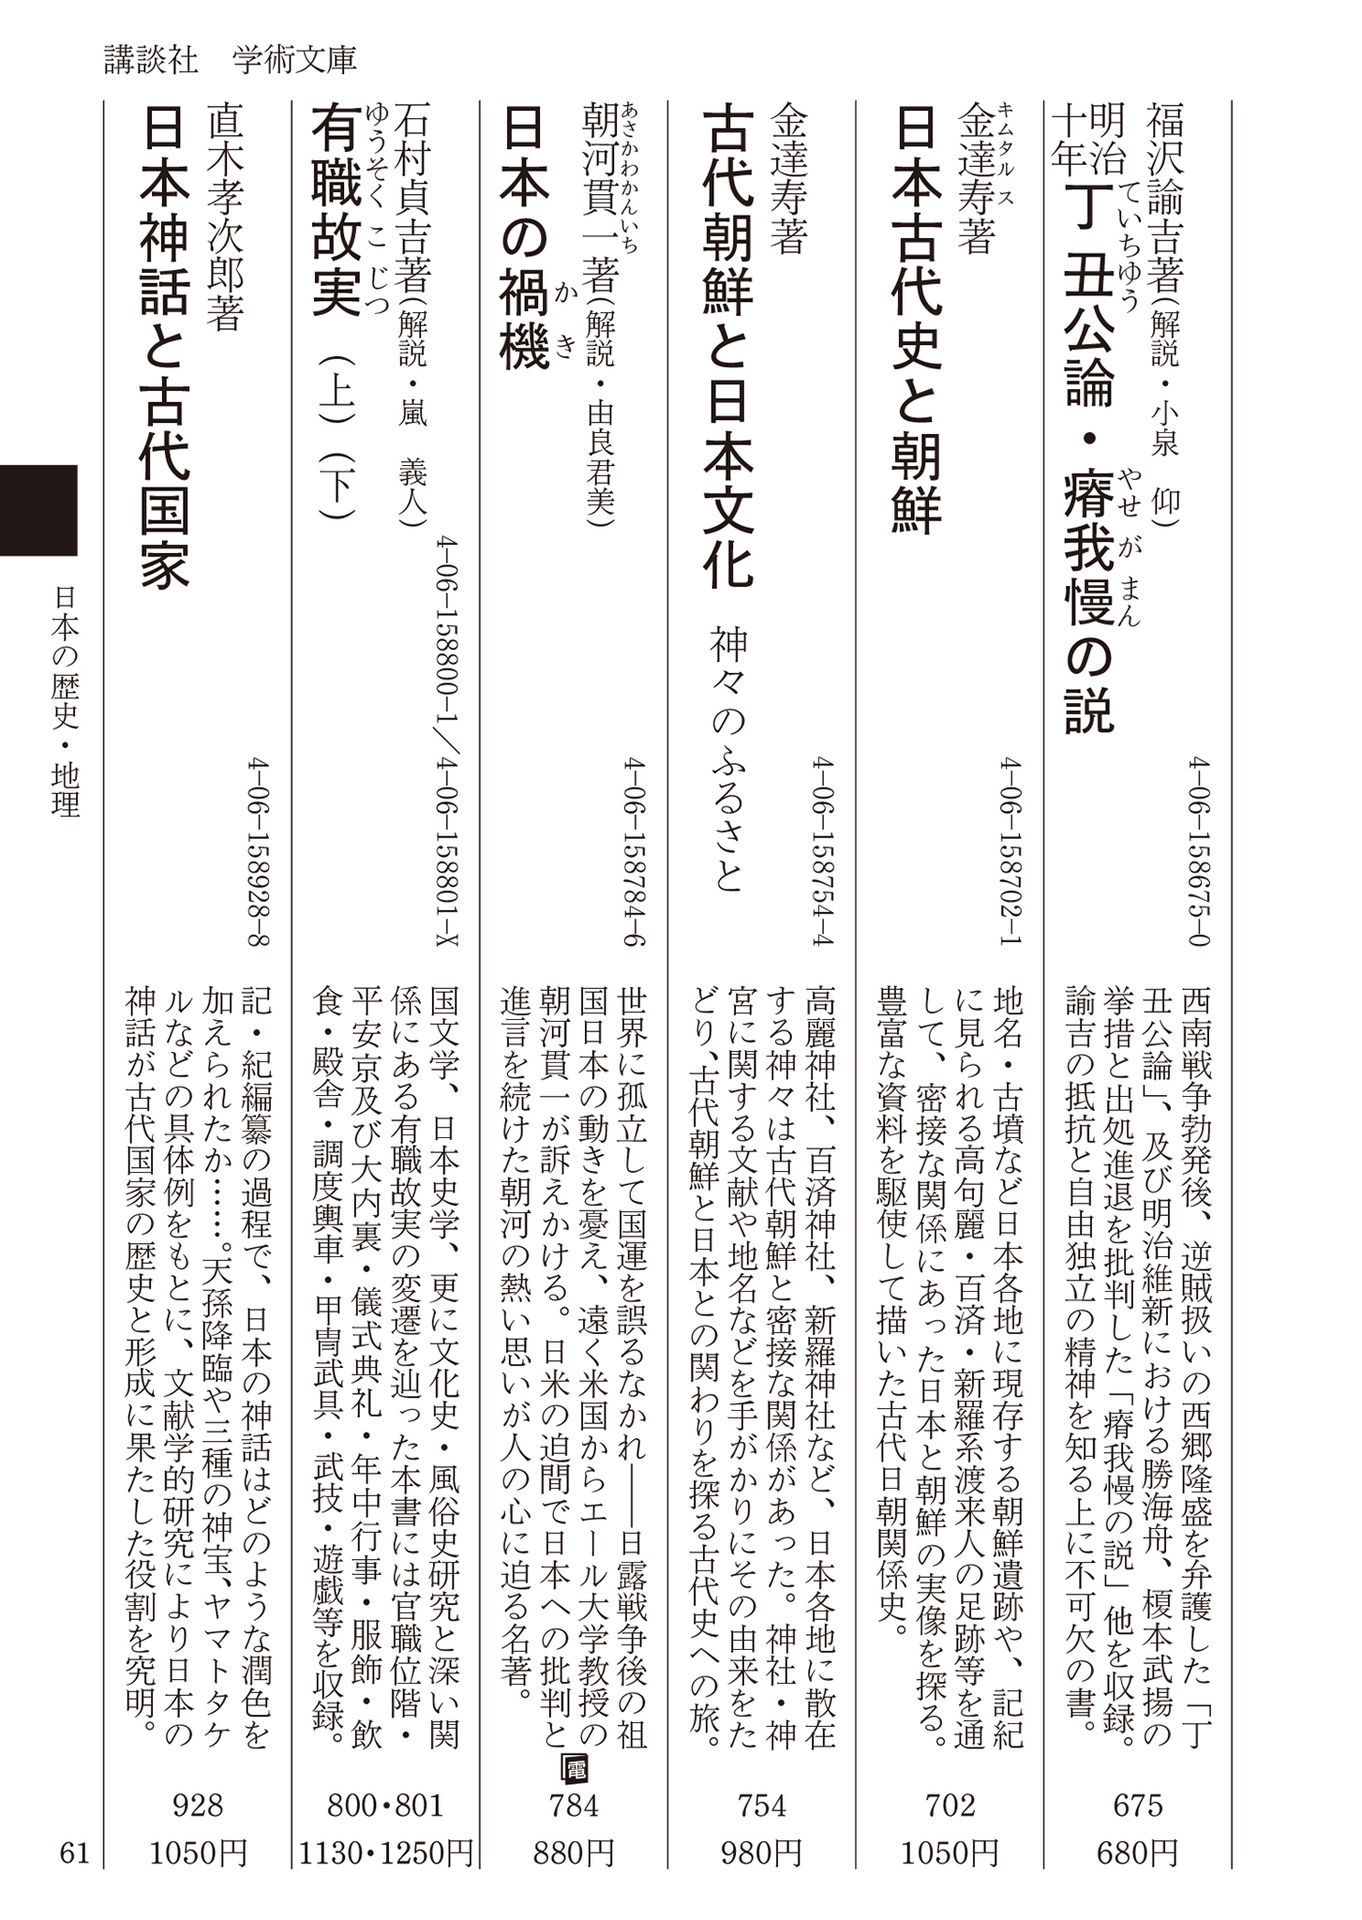 講談社　学術文庫
福沢諭吉著(解説・小泉　仰)
明治十年
丁丑公論・瘠我慢の説
ていちゆう
やせがまん
4-06-158675-0
西南戦争勃発後、逆賊扱いの西郷隆盛を弁護した「丁
丑公論」、及び明治維新における勝海舟、榎本武揚の
挙措と出処進退を批判した「瘠我慢の説」他を収録。
諭吉の抵抗と自由独立の精神を知る上に不可欠の書。
675
680円
金達寿著
キムタルス
日本古代史と朝鮮
4-06-158702-1
地名・古墳など日本各地に現存する朝鮮遺跡や、記紀
に見られる高句麗・百済・新羅系渡来人の足跡等を通
して、密接な関係にあった日本と朝鮮の実像を探る。
豊富な資料を駆使して描いた古代日朝関係史。
702
1050円
金達寿著
古代朝鮮と日本文化　神々のふるさと
4-06-158754-4
高麗神社、百済神社、新羅神社など、日本各地に散在
する神々は古代朝鮮と密接な関係があった。神社・神
宮に関する文献や地名などを手がかりにその由来をた
どり、古代朝鮮と日本との関わりを探る古代史への旅。
754
980円
朝河貫一著(解説・由良君美)
あさかわかんいち
日本の禍機
かき
4-06-158784-6
世界に孤立して国運を誤るなかれ――日露戦争後の祖
国日本の動きを憂え、遠く米国からエール大学教授の
朝河貫一が訴えかける。日米の迫間で日本への批判と
進言を続けた朝河の熱い思いが人の心に迫る名著。
電
784
880円
石村貞吉著(解説・嵐　義人)
有職故実　(上)(下)
ゆうそくこじつ
4-06-158800-1／4-06-158801-X
国文学、日本史学、更に文化史・風俗史研究と深い関
係にある有職故実の変遷を辿った本書には官職位階・
平安京及び大内裏・儀式典礼・年中行事・服飾・飲
食・殿舎・調度輿車・甲冑武具・武技・遊戯等を収録。
800・801
1130・1250円
直木孝次郎著
日本神話と古代国家
4-06-158928-8
記・紀編纂の過程で、日本の神話はどのような潤色を
加えられたか……。天孫降臨や三種の神宝、ヤマトタケ
ルなどの具体例をもとに、文献学的研究により日本の
神話が古代国家の歴史と形成に果たした役割を究明。
928
1050円
日本の歴史・地理
61